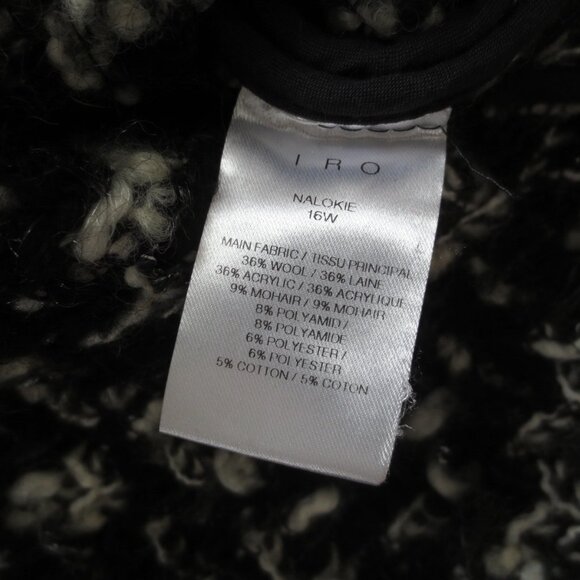 IRO
NALOKIE
16W
MAIN FABRIC / TISSU PRINCIPAL
36% WOOL / 36% LAINE
36% ACRYLIC / 36% ACRYLIQUE
9% MOHAIR / 9% MOHAIR
8% POLYAMID /
8% POLYAMIDE
6% POLYESTER /
6% POLYESTER
5% COTTON / 5% COTON